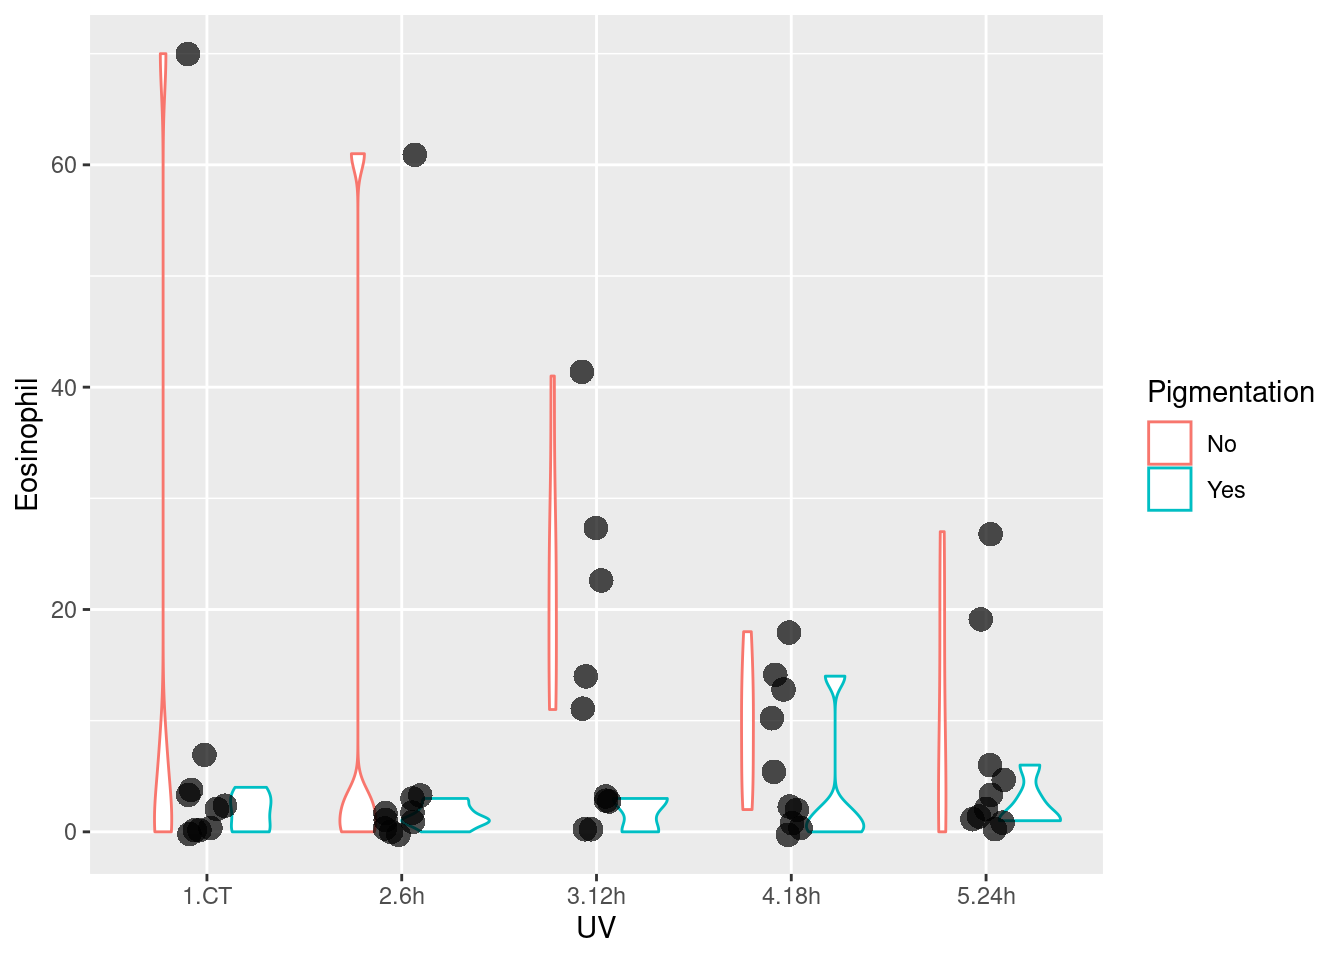 Eosinophil
60
40
20
0
1.CT
2.6h
3.12h
4.18h
5.24h
UV
Pigmentation
No
Yes